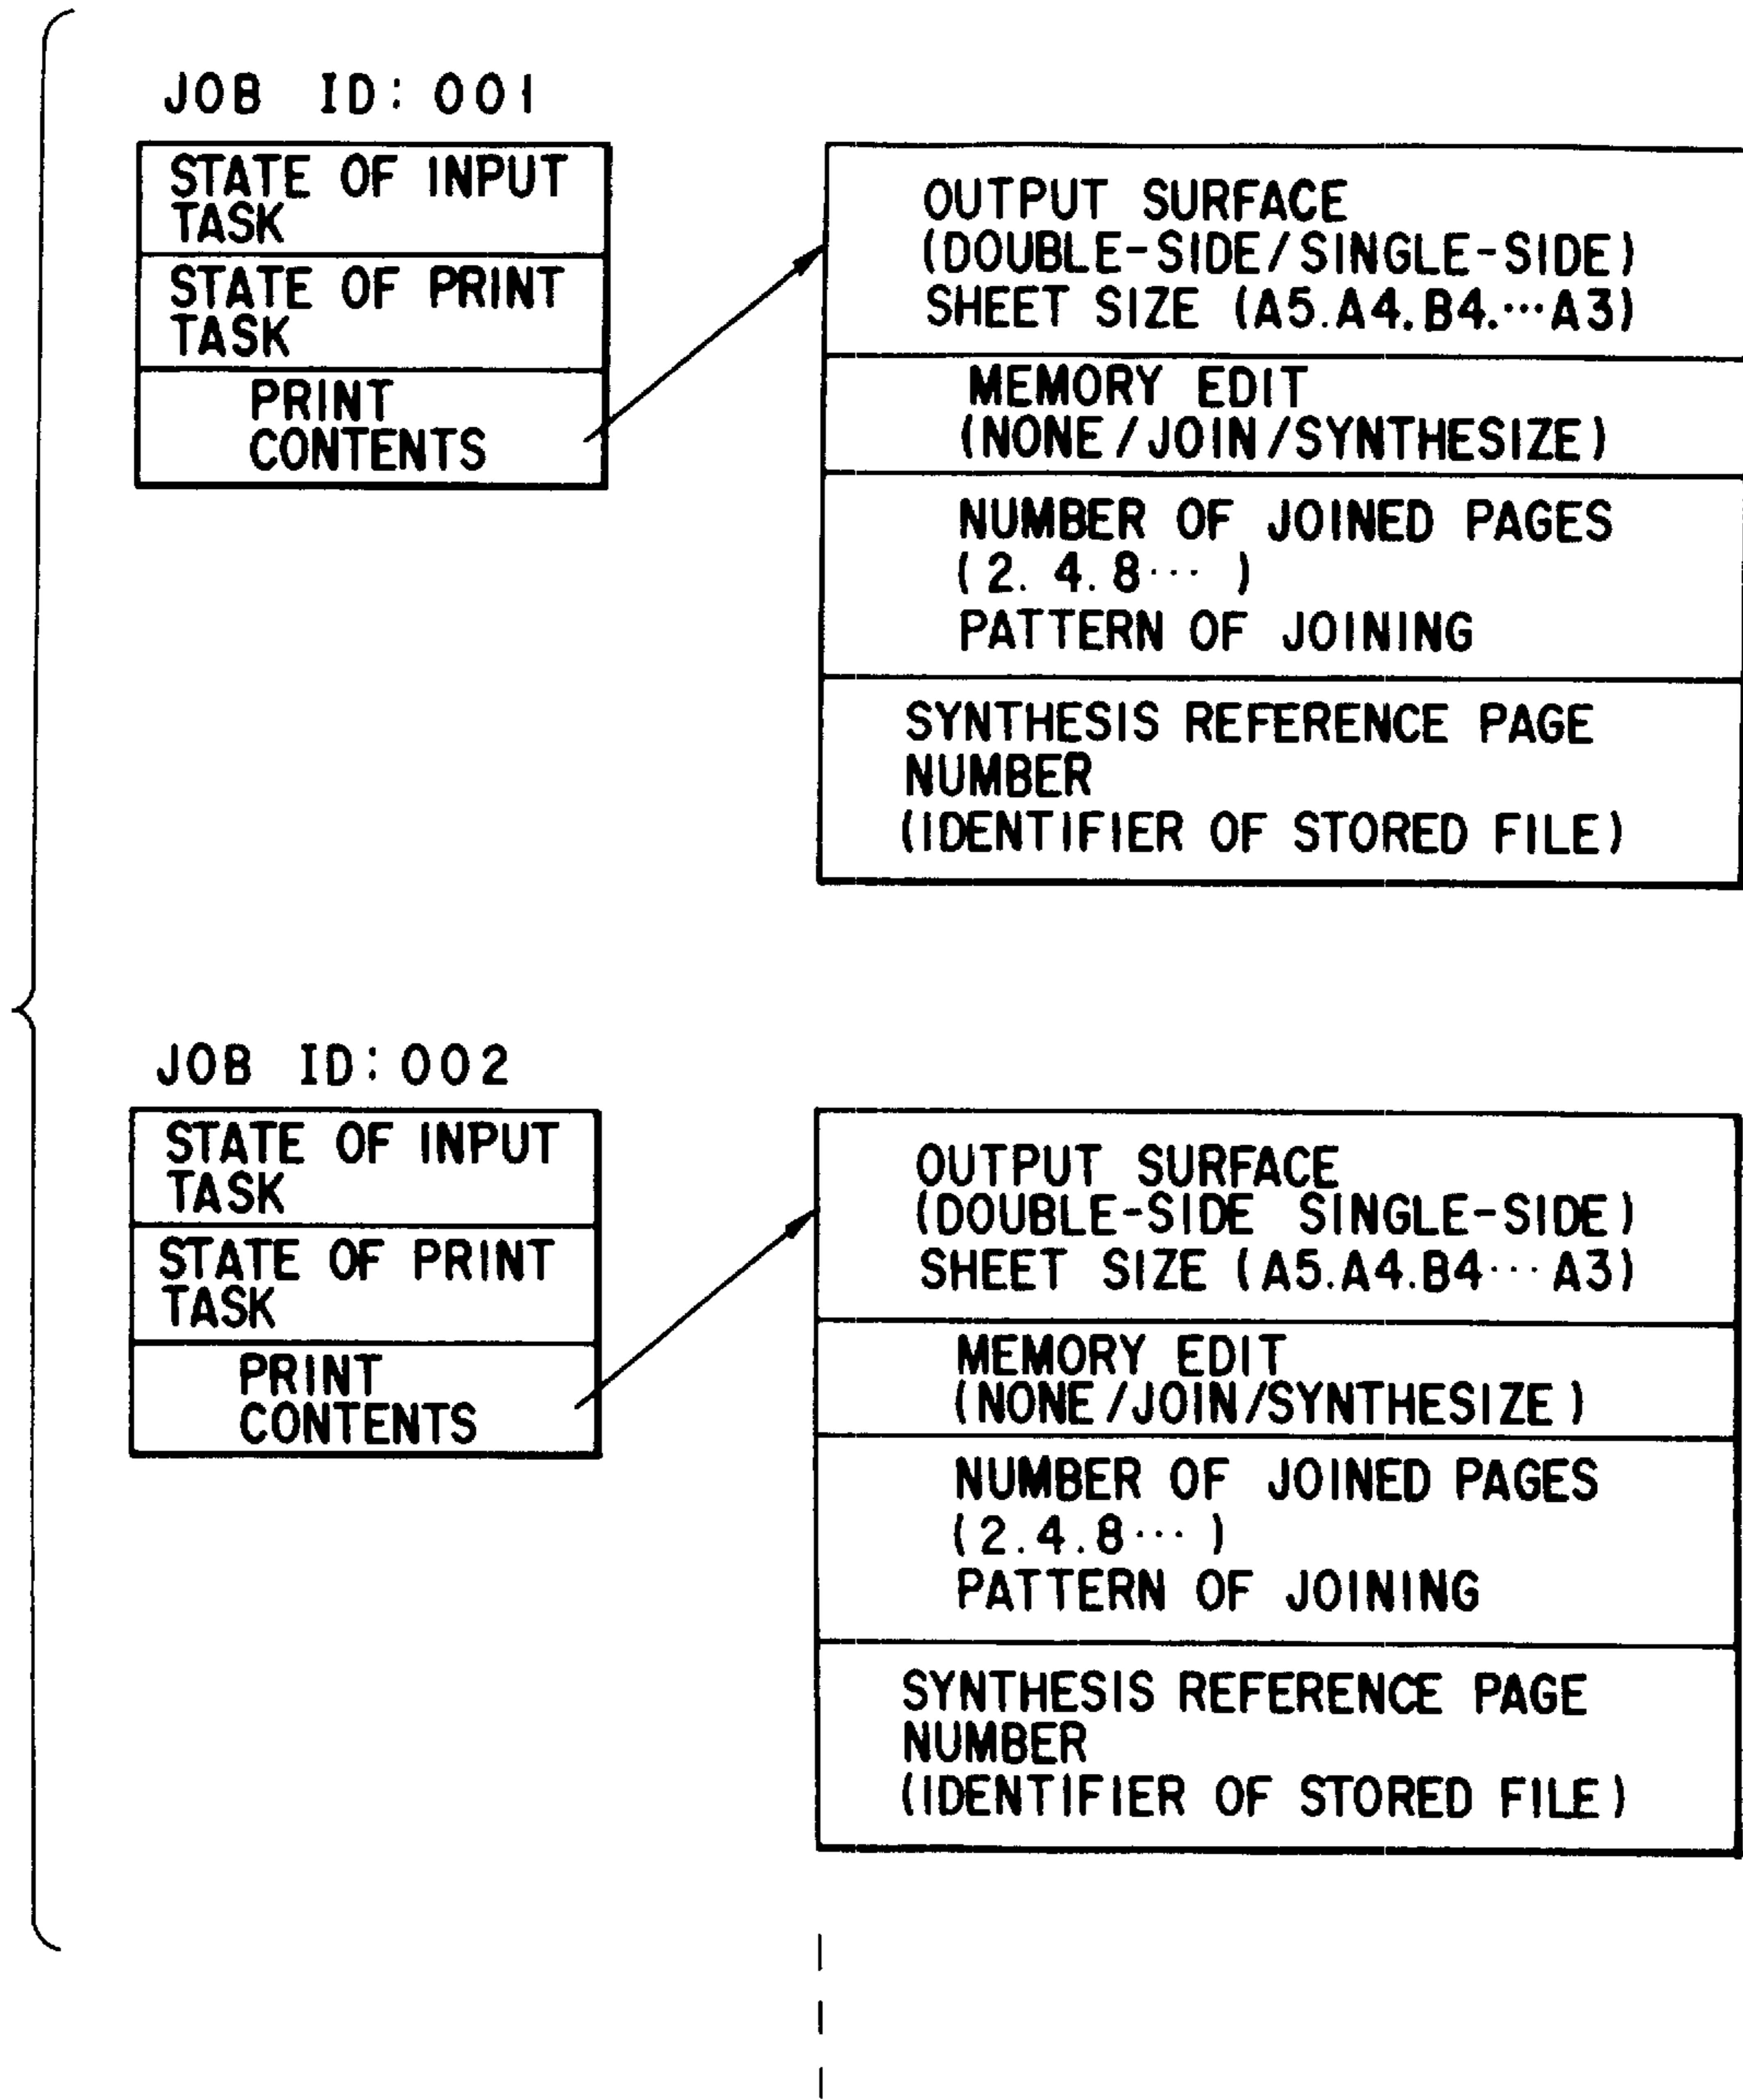 JOB ID: 001
STATE OF INPUT
TASK
STATE OF PRINT
TASK
PRINT
CONTENTS
OUTPUT SURFACE
(DOUBLE-SIDE/SINGLE-SIDE)
SHEET SIZE (A5.A4.B4.···A3)
MEMORY EDIT
(NONE/JOIN/SYNTHESIZE)
NUMBER OF JOINED PAGES
(2. 4. 8··· )
PATTERN OF JOINING
SYNTHESIS REFERENCE PAGE
NUMBER
(IDENTIFIER OF STORED FILE)
JOB ID: 002
STATE OF INPUT
TASK
STATE OF PRINT
TASK
PRINT
CONTENTS
OUTPUT SURFACE
(DOUBLE-SIDE SINGLE-SIDE)
SHEET SIZE (A5.A4.B4··· A3)
MEMORY EDIT
(NONE/JOIN/SYNTHESIZE)
NUMBER OF JOINED PAGES
(2.4.8··· )
PATTERN OF JOINING
SYNTHESIS REFERENCE PAGE
NUMBER
(IDENTIFIER OF STORED FILE)